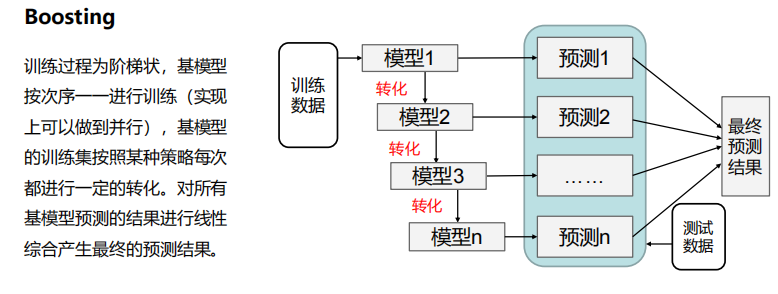 Boosting
训练过程为阶梯状，基模型
按次序一一进行训练（实现
上可以做到并行），基模型
的训练集按照某种策略每次
都进行一定的转化。对所有
基模型预测的结果进行线性
综合产生最终的预测结果。
训练
数据
模型1
转化
模型2
转化
模型3
转化
模型n
预测1
预测2
……
预测n
最终
预测
结果
测试
数据